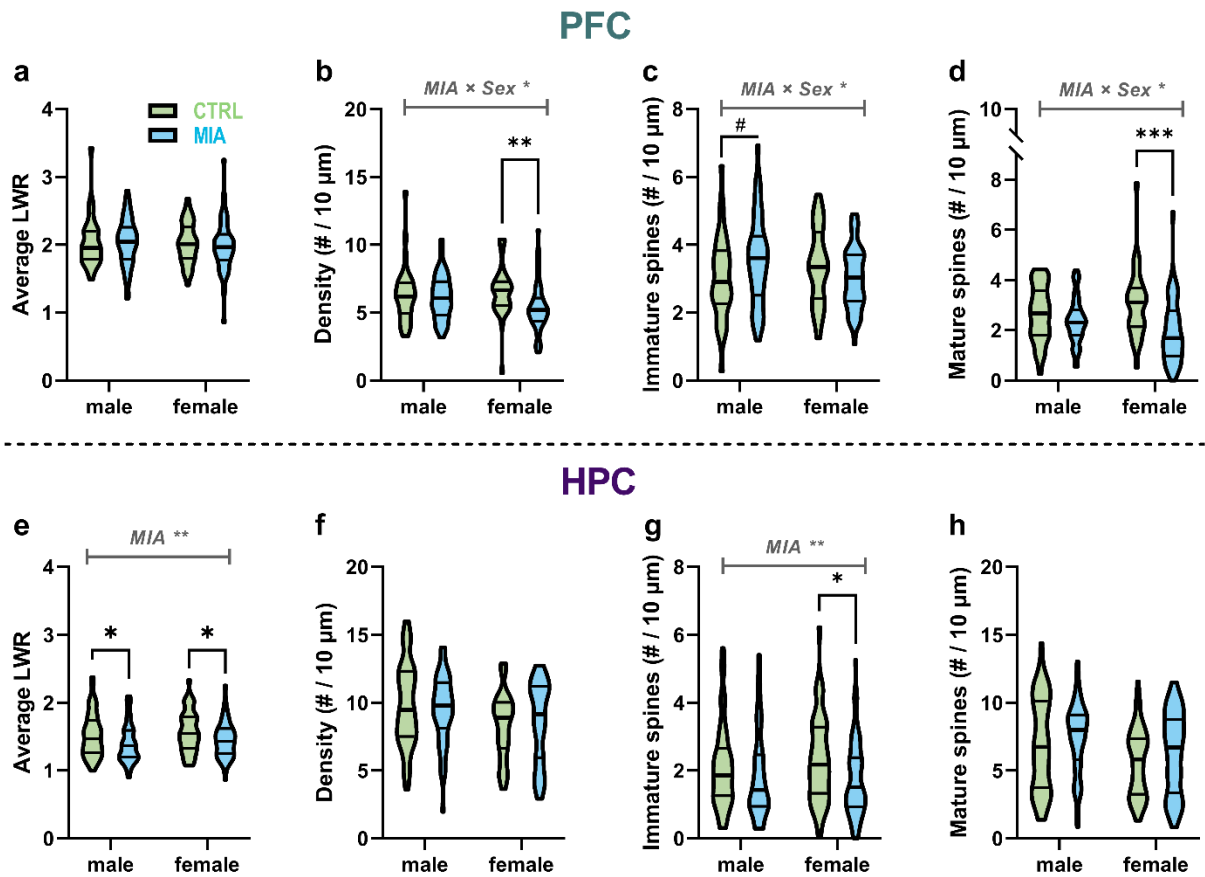 PFC
a
Average LWR
4
3
2
1
0
CTRL
MIA
male
female
b
MIA × Sex *
Density (# / 10 µm)
20
15
10
5
0
**
male
female
c
MIA × Sex *
Immature spines (# / 10 µm)
8
6
4
2
0
#
male
female
d
MIA × Sex *
Mature spines (# / 10 µm)
10
8
6
4
2
0
***
male
female
HPC
e
MIA **
Average LWR
4
3
2
1
0
*
*
male
female
f
Density (# / 10 µm)
20
15
10
5
0
male
female
g
MIA **
Immature spines (# / 10 µm)
8
6
4
2
0
*
male
female
h
Mature spines (# / 10 µm)
20
15
10
5
0
male
female